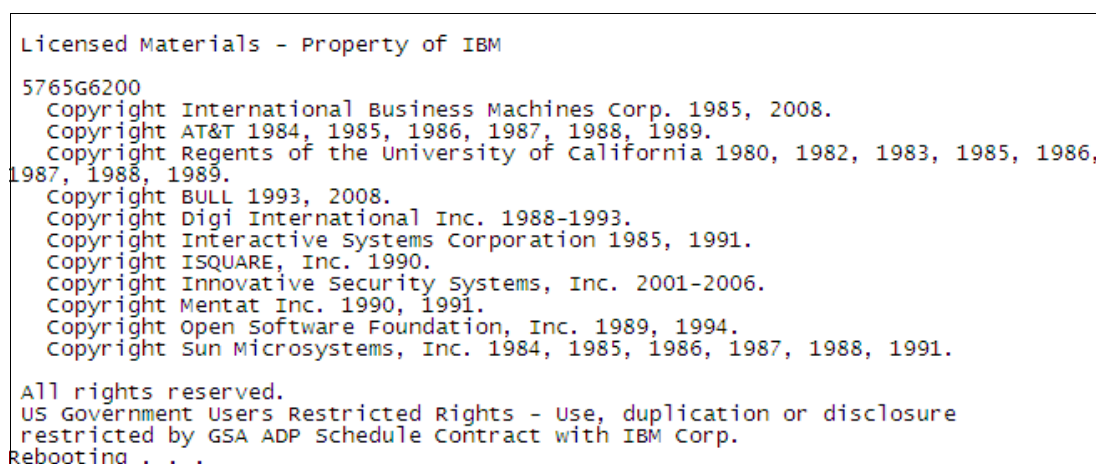 Licensed Materials - Property of IBM
5765G6200
Copyright International Business Machines Corp. 1985, 2008.
Copyright AT&T 1984, 1985, 1986, 1987, 1988, 1989.
Copyright Regents of the University of California 1980, 1982, 1983, 1985, 1986,
1987, 1988, 1989.
Copyright BULL 1993, 2008.
Copyright Digi International Inc. 1988-1993.
Copyright Interactive Systems Corporation 1985, 1991.
Copyright ISQUARE, Inc. 1990.
Copyright Innovative Security Systems, Inc. 2001-2006.
Copyright Mentat Inc. 1990, 1991.
Copyright Open Software Foundation, Inc. 1989, 1994.
Copyright Sun Microsystems, Inc. 1984, 1985, 1986, 1987, 1988, 1991.
All rights reserved.
US Government Users Restricted Rights - Use, duplication or disclosure
restricted by GSA ADP Schedule Contract with IBM Corp.
Rebooting . . .